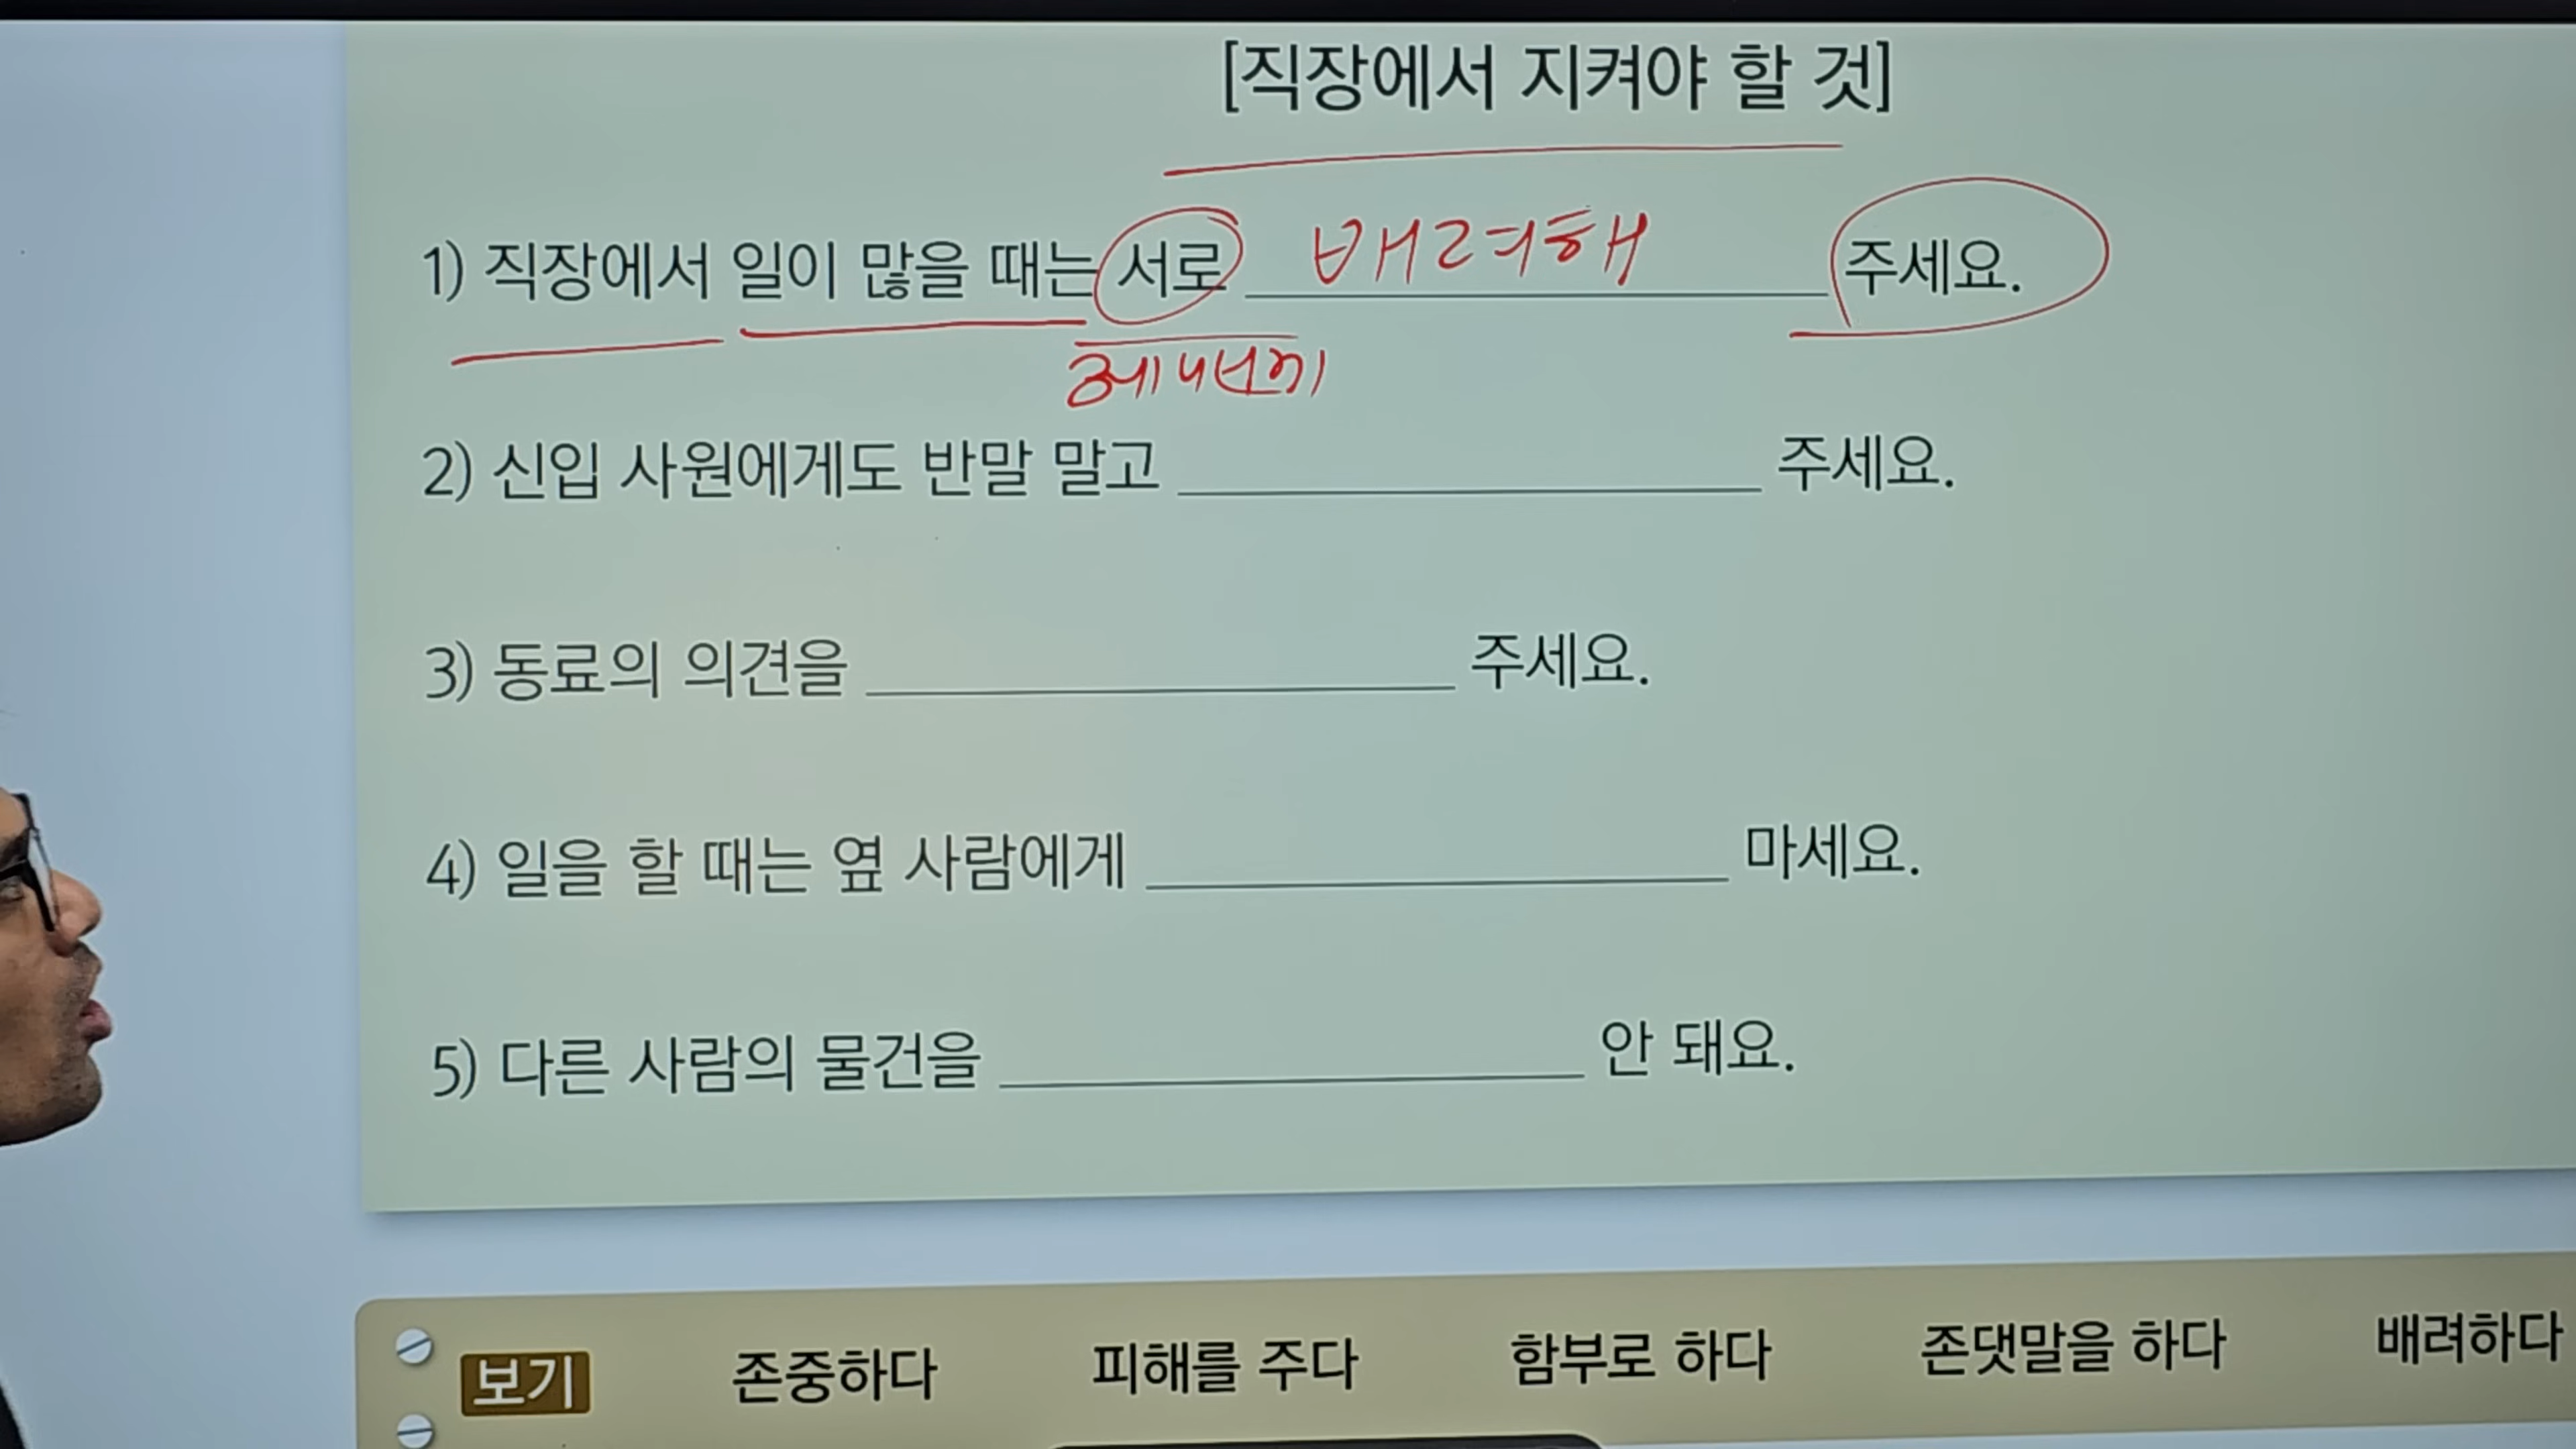 [직장에서 지켜야 할 것]
1) 직장에서 일이 많을 때는 서로 배려해 주세요.
2) 신입 사원에게도 반말 말고 주세요.
3) 동료의 의견을 주세요.
4) 일을 할 때는 옆 사람에게 마세요.
5) 다른 사람의 물건을 안 돼요.
보기 존중하다 피해를 주다 함부로 하다 존댓말을 하다 배려하다